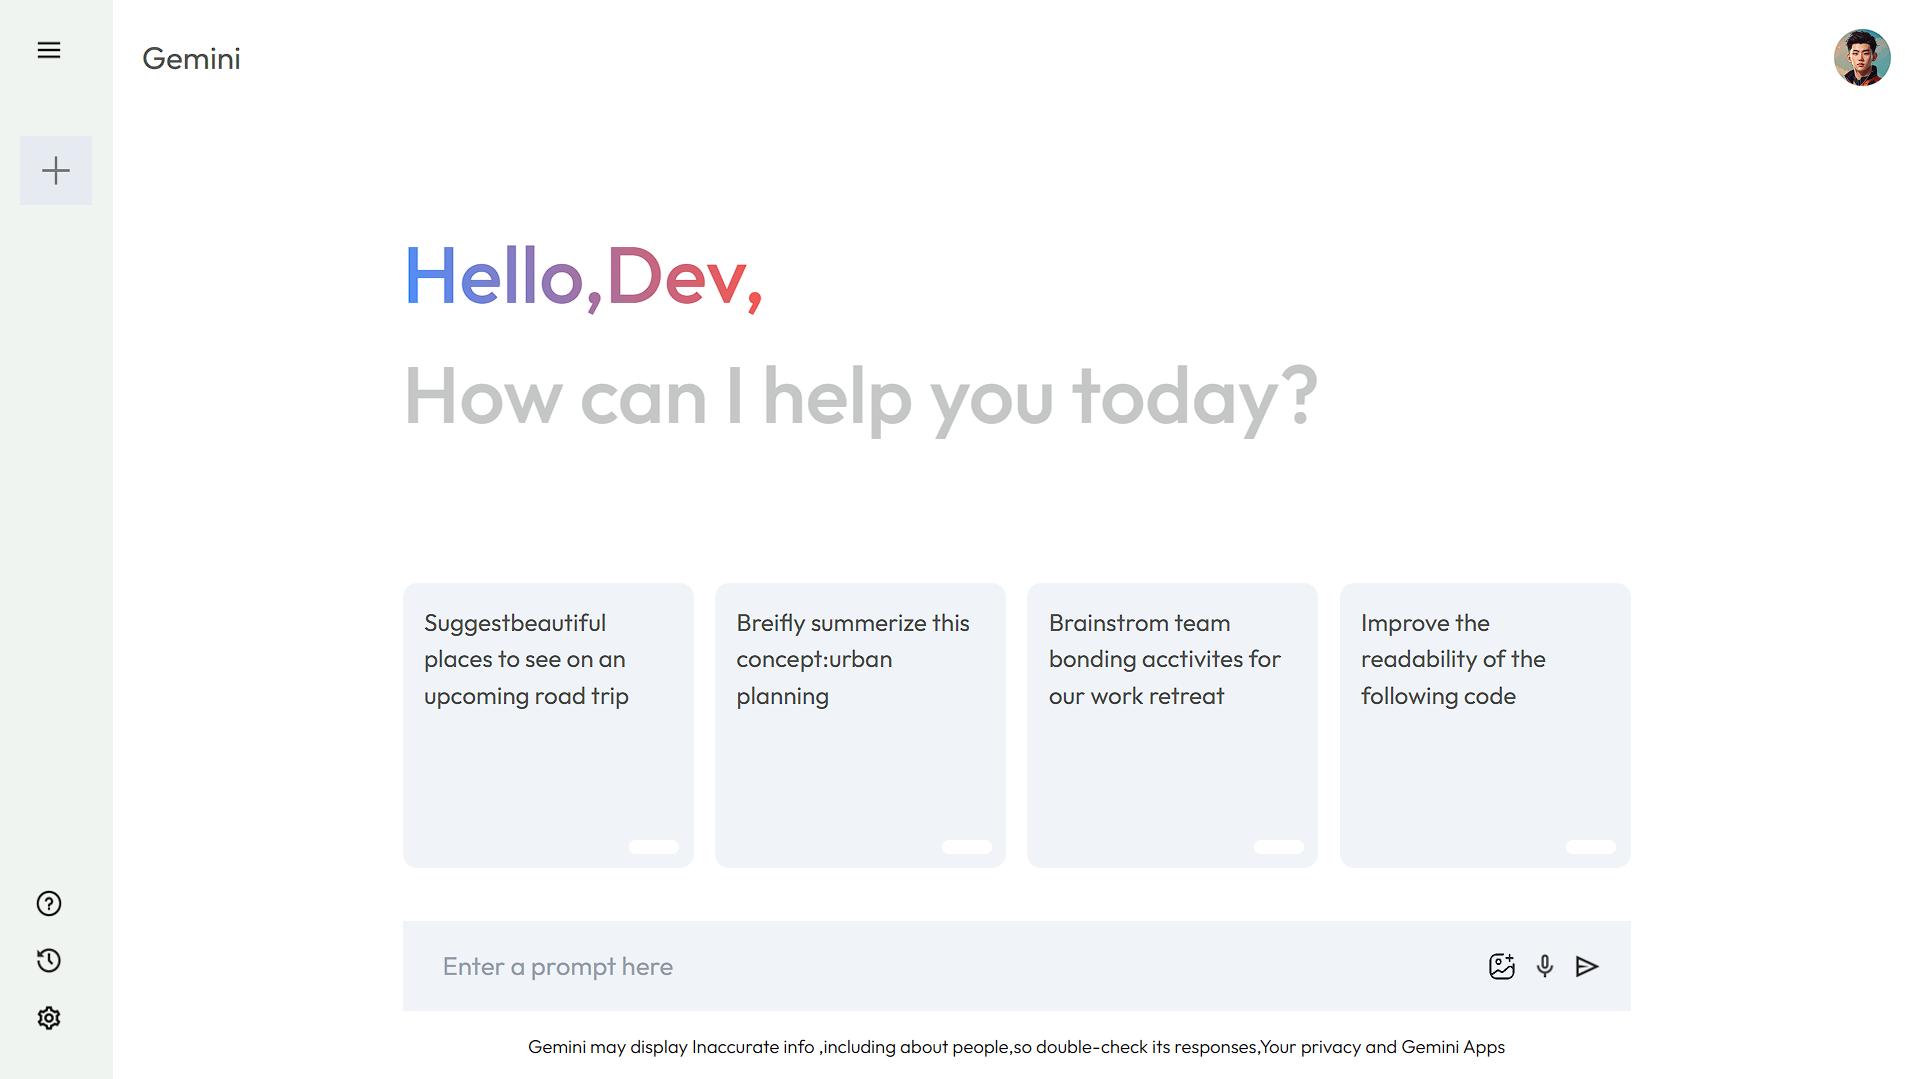 Gemini
Hello,Dev,
How can I help you today?
Suggestbeautiful
places to see on an
upcoming road trip
Breifly summerize this
concept:urban
planning
Brainstrom team
bonding acctivites for
our work retreat
Improve the
readability of the
following code
Enter a prompt here
Gemini may display Inaccurate info ,including about people,so double-check its responses,Your privacy and Gemini Apps